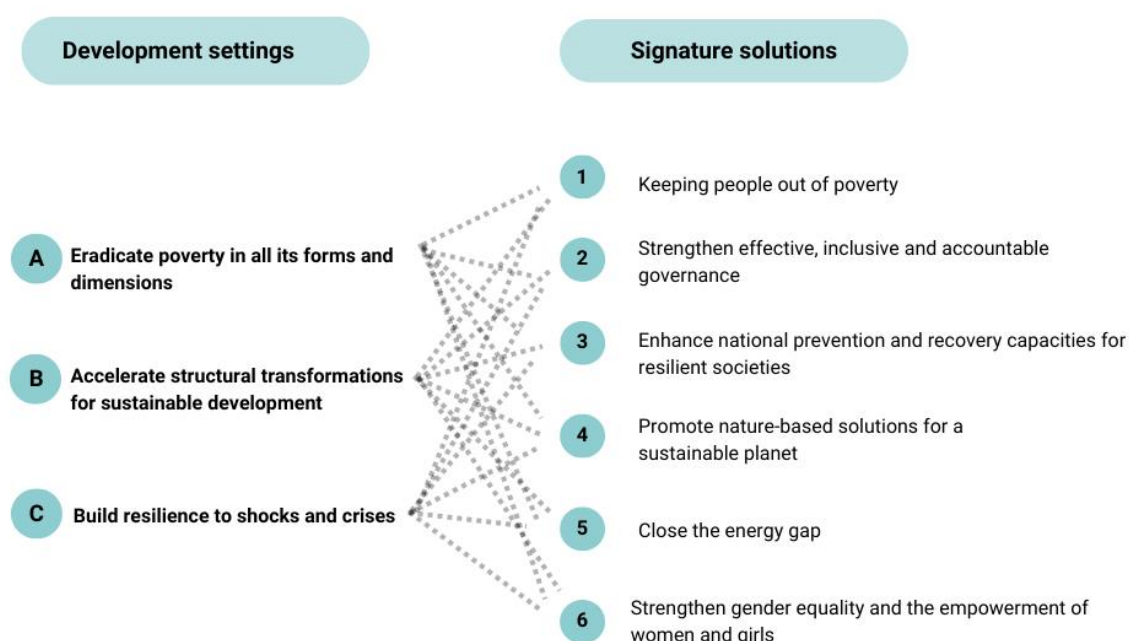 Development settings
Signature solutions
1
Keeping people out of poverty
A
Eradicate poverty in all its forms and
dimensions
2
Strengthen effective, inclusive and accountable
governance
3
Enhance national prevention and recovery capacities for
resilient societies
B
Accelerate structural transformations
for sustainable development
4
Promote nature-based solutions for a
sustainable planet
C
Build resilience to shocks and crises
5
Close the energy gap
6
Strengthen gender equality and the empowerment of
women and girls